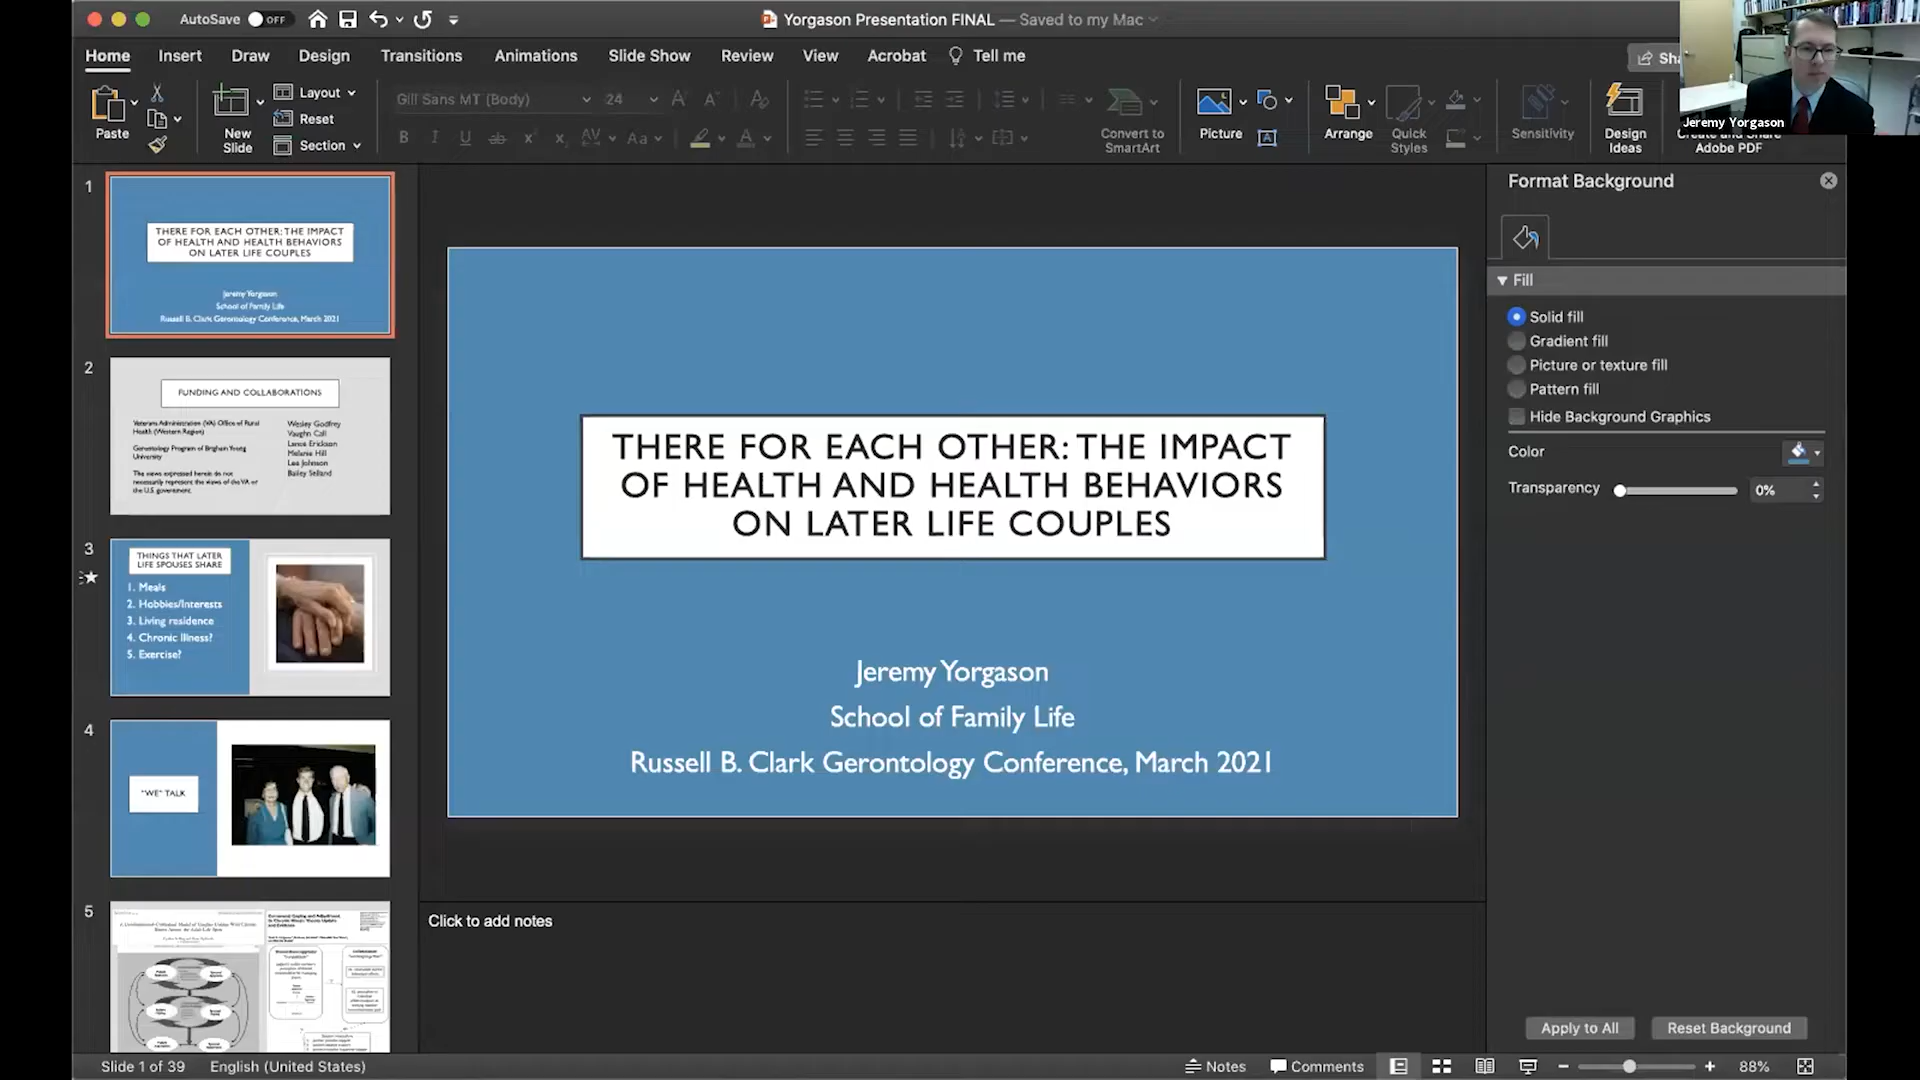 AutoSave OFF
Yorgason Presentation FINAL — Saved to my Mac
Home Insert Draw Design Transitions Animations Slide Show Review View Acrobat Tell me
Jeremy Yorgason
Paste
New
Slide
Layout
Reset
Section
Gill Sans MT (Body) 24
Convert to
SmartArt
Picture
Arrange
Quick
Styles
Sensitivity
Design
Ideas
Adobe PDF
1
THERE FOR EACH OTHER: THE IMPACT
OF HEALTH AND HEALTH BEHAVIORS
ON LATER LIFE COUPLES
Jeremy Yorgason
School of Family Life
Russell B. Clark Gerontology Conference, March 2021
2
FUNDING AND COLLABORATIONS
Veterans Administration (VA) Office of Rural
Health (Western Region)
Gerontology Program of Brigham Young
University
The views expressed herein do not
necessarily represent the views of the VA or
the U.S. government.
Wesley Godfrey
Vaughn Call
Lance Erickson
Melanie Hill
Lee Johnson
3
THINGS THAT LATER
LIFE SPOUSES SHARE
1. Meals
2. Hobbies/Interests
3. Living residence
4. Chronic Illness?
5. Exercise?
4
"WE" TALK
5
THERE FOR EACH OTHER: THE IMPACT
OF HEALTH AND HEALTH BEHAVIORS
ON LATER LIFE COUPLES
Jeremy Yorgason
School of Family Life
Russell B. Clark Gerontology Conference, March 2021
Click to add notes
Format Background
Fill
Solid fill
Gradient fill
Picture or texture fill
Pattern fill
Hide Background Graphics
Color
Transparency 0%
Apply to All Reset Background
Slide 1 of 39 English (United States) Notes Comments 88%